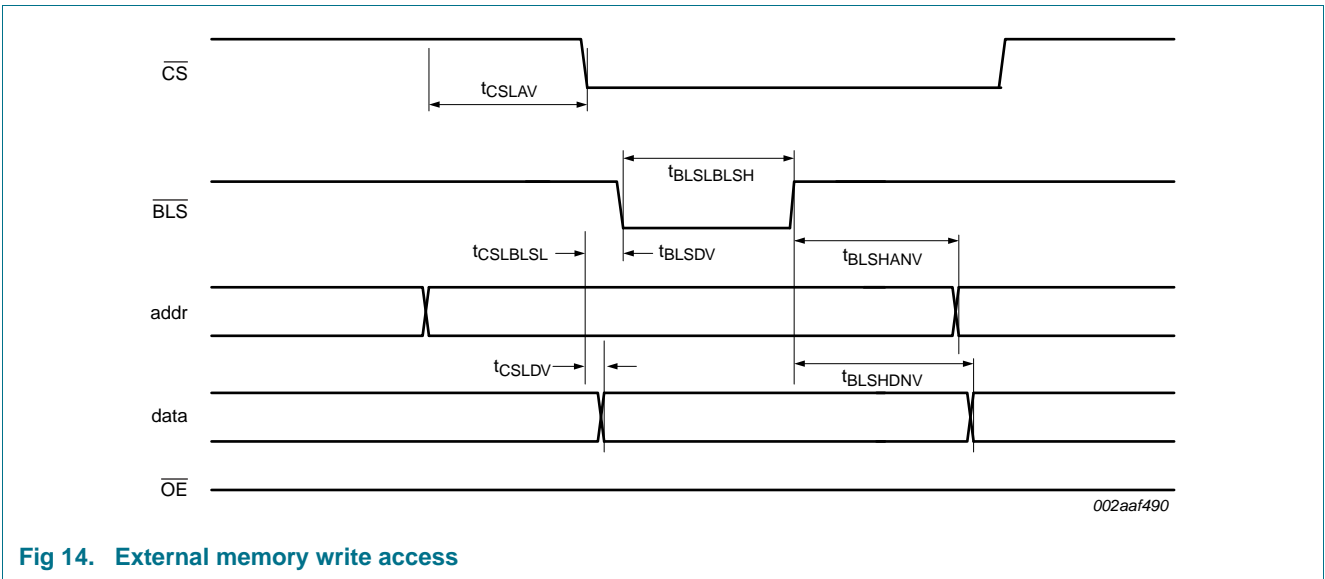 CS
tCSLAV
tBLSLBLSH
BLS
tCSLBLSL
tBLSDV
tBLSHANV
addr
tCSLDV
tBLSHDNV
data
OE
002aaf490
Fig 14. External memory write access